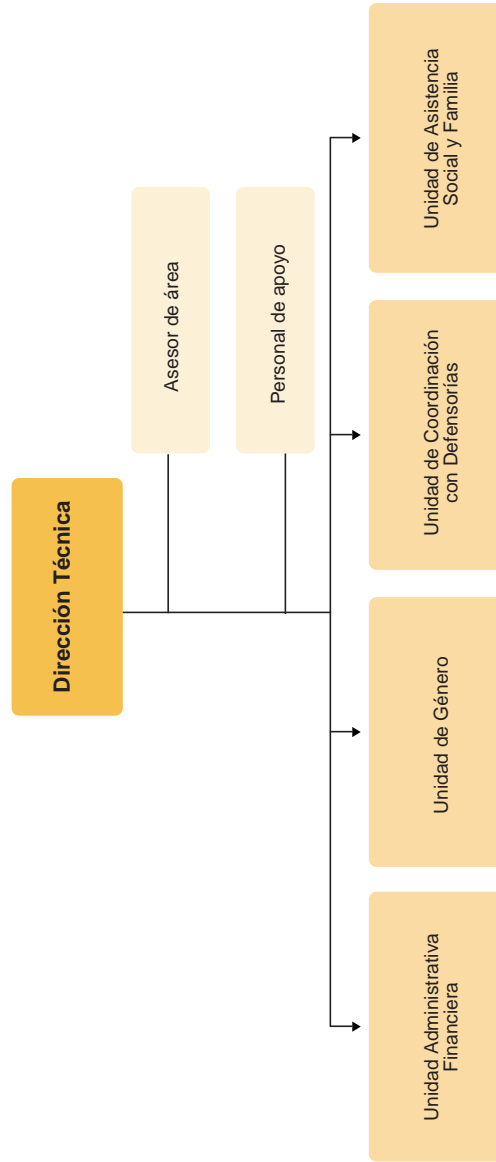 Dirección Técnica
Asesor de área
Personal de apoyo
Unidad Administrativa
Financiera
Unidad de Género
Unidad de Coordinación
con Defensorías
Unidad de Asistencia
Social y Familia